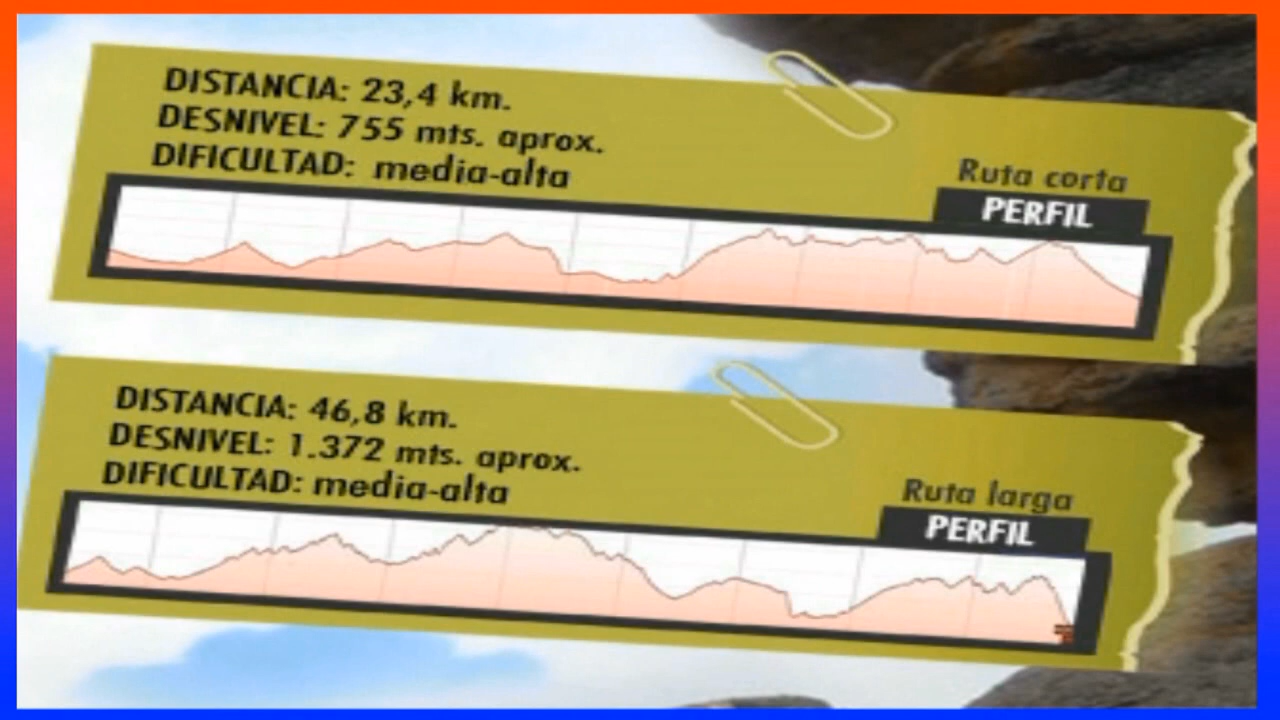 DISTANCIA: 23,4 km.
DESNIVEL: 755 mts. aprox.
DIFICULTAD: media-alta
Ruta corta
PERFIL
DISTANCIA: 46,8 km.
DESNIVEL: 1.372 mts. aprox.
DIFICULTAD: media-alta
Ruta larga
PERFIL